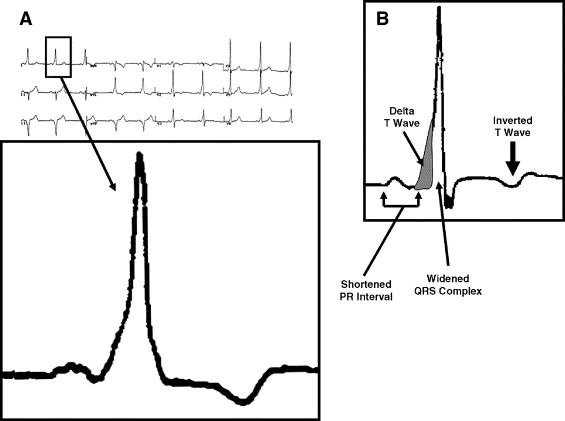 A
B
Delta
T Wave
Inverted
T Wave
Shortened
PR Interval
Widened
QRS Complex